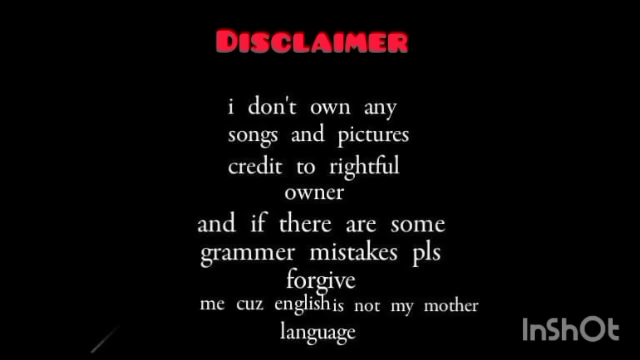 DISCLAIMER
i don't own any
songs and pictures
credit to rightful
owner
and if there are some
grammer mistakes pls
forgive
me cuz english is not my mother
language
InShOt